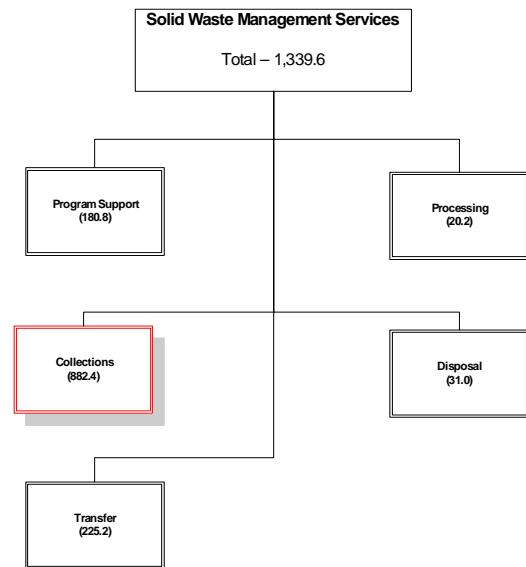 Solid Waste Management Services
Total – 1,339.6
Program Support
(180.8)
Processing
(20.2)
Collections
(882.4)
Disposal
(31.0)
Transfer
(225.2)